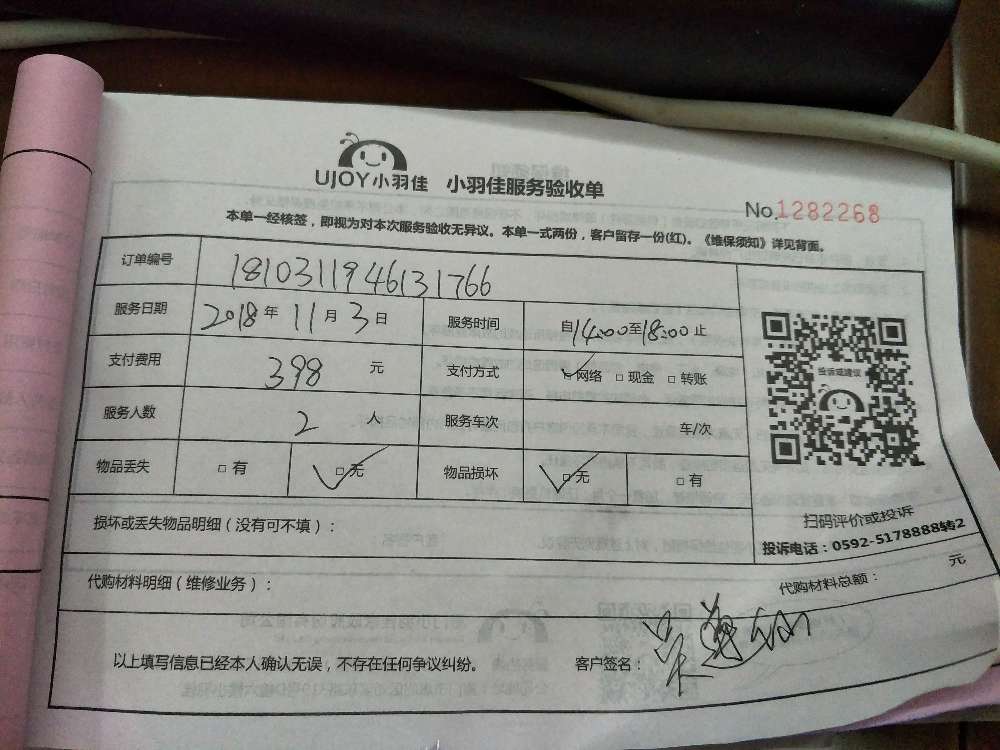 UJOY小羽佳 小羽佳服务验收单
No.1282268
本单一经核签，即视为对本次服务验收无异议。本单一式两份，客户留存一份(红)。《维保须知》详见背面。
订单编号 1810311946131766
服务日期 2018年11月3日 服务时间 自14:00至18:00止
支付费用 398 元 支付方式 ☑网络 □现金 □转账
投诉或建议
服务人数 2 人 服务车次 车/次
物品丢失 □有 ☑无 物品损坏 ☑无 □有
扫码评价或投诉
损坏或丢失物品明细（没有可不填）：
投诉电话：0592-5178888转2
代购材料明细（维修业务）： 代购材料总额： 元
以上填写信息已经本人确认无误，不存在任何争议纠纷。 客户签名：